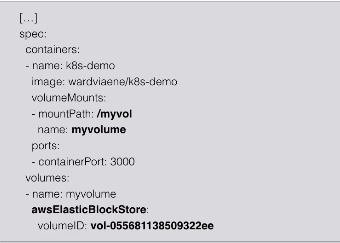 [...]
spec:
containers:
- name: k8s-demo
image: wardviaene/k8s-demo
volumeMounts:
- mountPath: /myvol
name: myvolume
ports:
- containerPort: 3000
volumes:
- name: myvolume
awsElasticBlockStore:
volumeID: vol-055681138509322ee